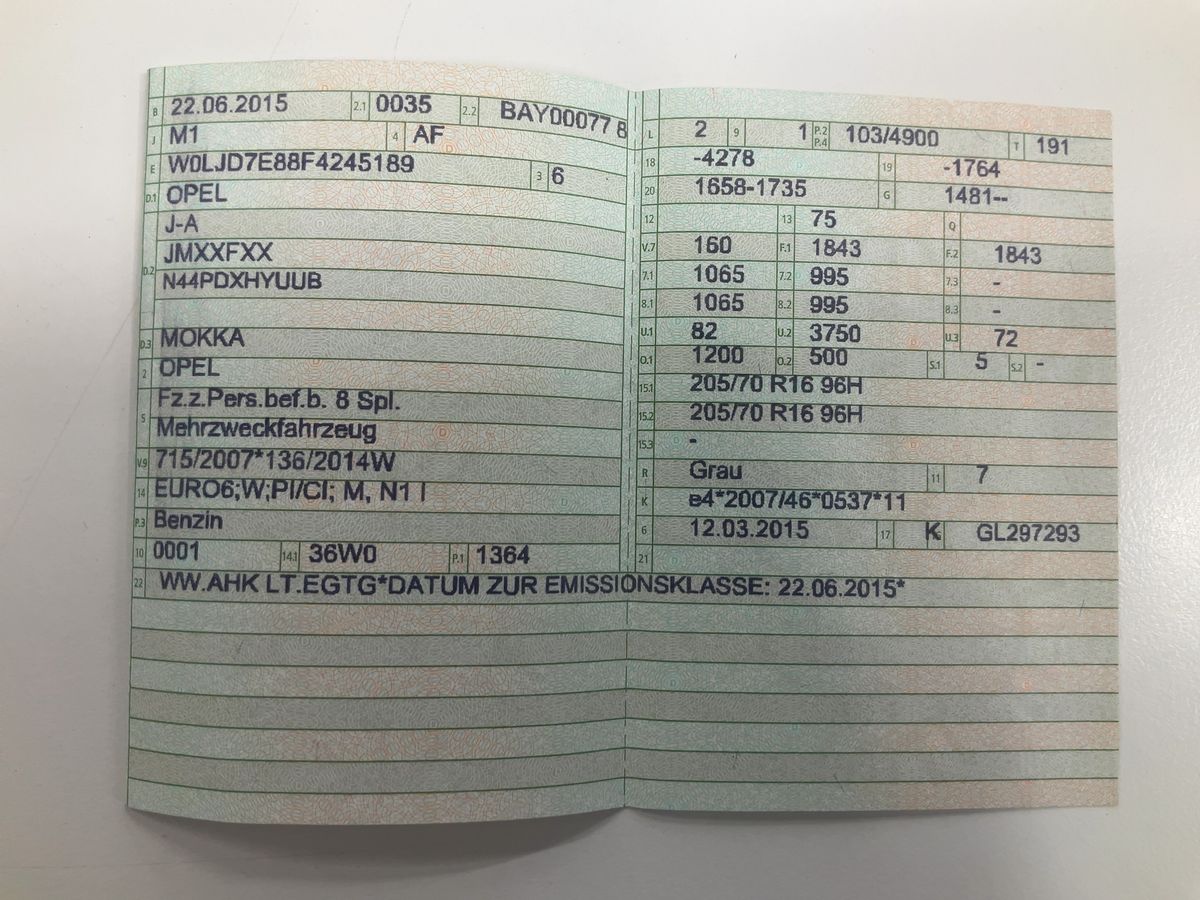 B 22.06.2015 2.1 0035 2.2 BAY00077 8
J M1 4 AF
E W0LJD7E88F4245189 3 6
D.1 OPEL
J-A
D.2 JMXXFXX
N44PDXHYUUB
D.3 MOKKA
2 OPEL
5 Fz.z.Pers.bef.b. 8 Spl.
Mehrzweckfahrzeug
V.9 715/2007*136/2014W
14 EURO6;W;PI/CI; M, N1 I
P.3 Benzin
10 0001 14.1 36W0 P.1 1364
L 2 9 1 P.2 P.4 103/4900 T 191
18 -4278 19 -1764
20 1658-1735 G 1481--
12 13 75 Q
V.7 160 F.1 1843 F.2 1843
7.1 1065 7.2 995 7.3 -
8.1 1065 8.2 995 8.3 -
U.1 82 U.2 3750 U.3 72
O.1 1200 O.2 500 S.1 5 S.2 -
15.1 205/70 R16 96H
15.2 205/70 R16 96H
15.3 -
R Grau 11 7
K e4*2007/46*0537*11
6 12.03.2015 17 K GL297293
21
22 WW.AHK LT.EGTG*DATUM ZUR EMISSIONSKLASSE: 22.06.2015*